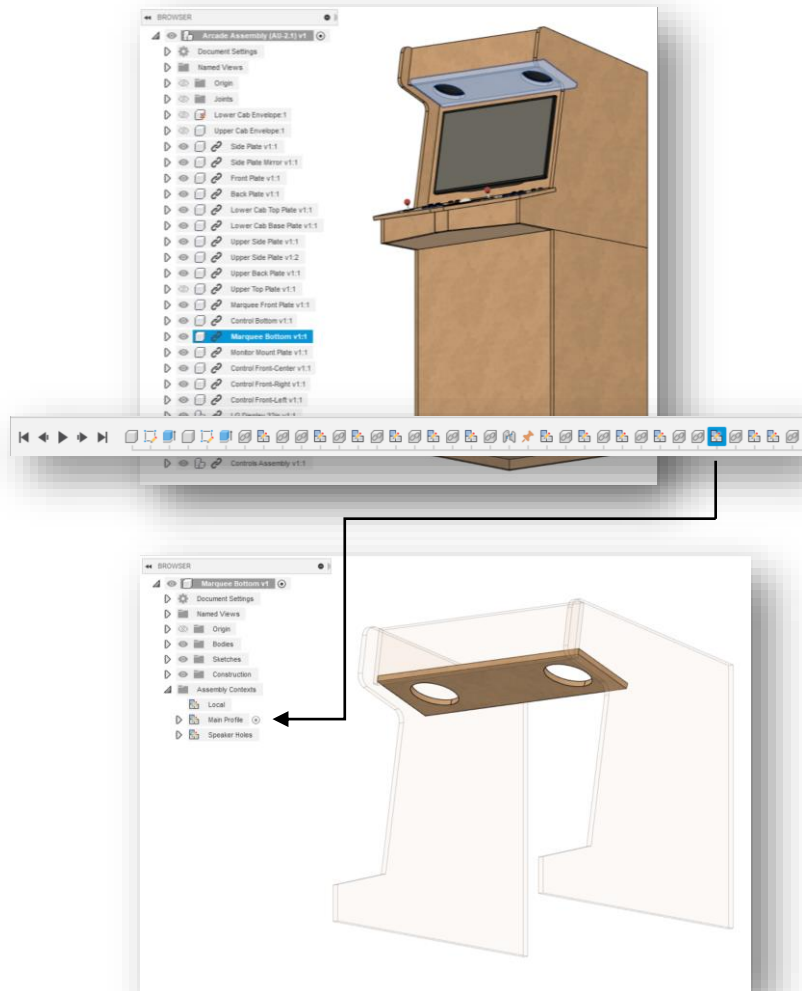 BROWSER
Arcade Assembly (AU-2.1) v1
Document Settings
Named Views
Origin
Joints
Lower Cab Envelope:1
Upper Cab Envelope:1
Side Plate v1:1
Side Plate Mirror v1:1
Front Plate v1:1
Back Plate v1:1
Lower Cab Top Plate v1:1
Lower Cab Base Plate v1:1
Upper Side Plate v1:1
Upper Side Plate v1:2
Upper Back Plate v1:1
Upper Top Plate v1:1
Marquee Front Plate v1:1
Control Bottom v1:1
Marquee Bottom v1:1
Monitor Mount Plate v1:1
Control Front-Center v1:1
Control Front-Right v1:1
Control Front-Left v1:1
Controls Assembly v1:1
BROWSER
Marquee Bottom v1
Document Settings
Named Views
Origin
Bodies
Sketches
Construction
Assembly Contexts
Local
Main Profile
Speaker Holes